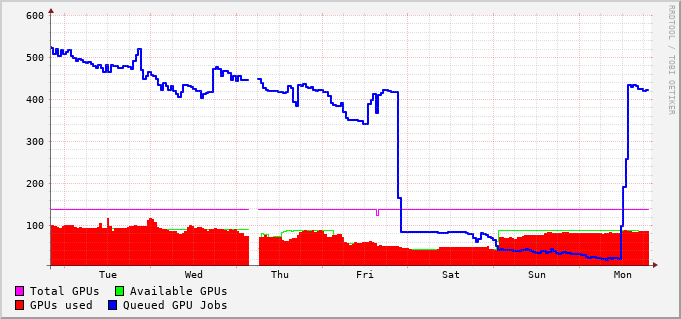 600
500
400
300
200
100
Tue Wed Thu Fri Sat Sun Mon
Total GPUs Available GPUs
GPUs used Queued GPU Jobs
RRDTOOL / TOBI OETIKER